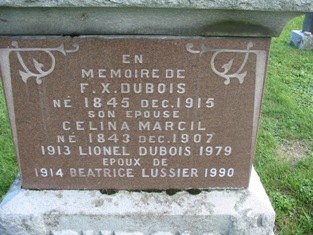 EN
MEMOIRE DE
F.X. DUBOIS
NÉ 1845 DEC. 1915
SON EPOUSE
CELINA MARCIL
NÉ 1843 DEC. 1907
1913 LIONEL DUBOIS 1979
EPOUX DE
1914 BEATRICE LUSSIER 1990